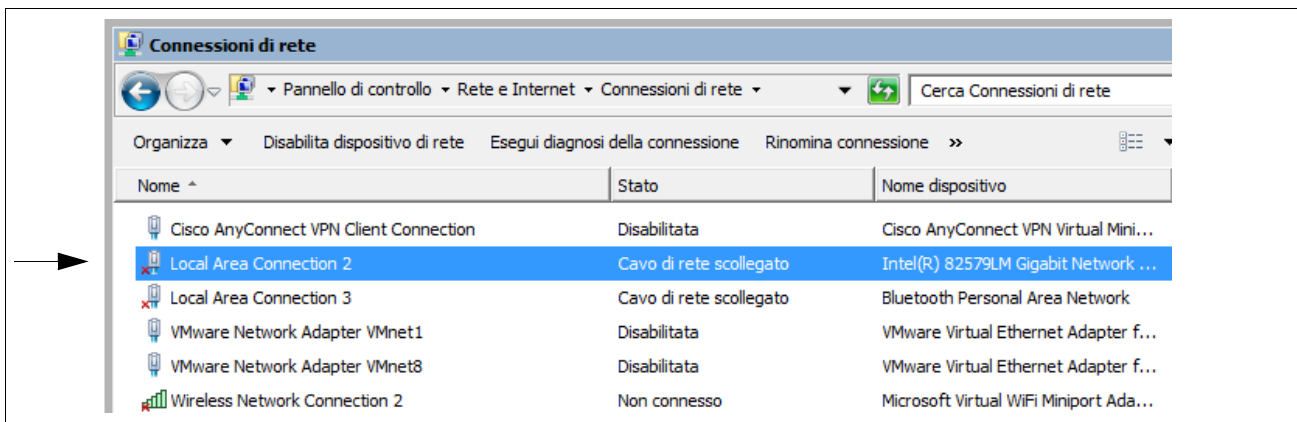 Connessioni di rete
Pannello di controllo Rete e Internet Connessioni di rete Cerca Connessioni di rete
Organizza Disabilita dispositivo di rete Esegui diagnosi della connessione Rinomina connessione »
Nome Stato Nome dispositivo
Cisco AnyConnect VPN Client Connection Disabilitata Cisco AnyConnect VPN Virtual Mini...
Local Area Connection 2 Cavo di rete scollegato Intel(R) 82579LM Gigabit Network ...
Local Area Connection 3 Cavo di rete scollegato Bluetooth Personal Area Network
VMware Network Adapter VMnet1 Disabilitata VMware Virtual Ethernet Adapter f...
VMware Network Adapter VMnet8 Disabilitata VMware Virtual Ethernet Adapter f...
Wireless Network Connection 2 Non connesso Microsoft Virtual WiFi Miniport Ada...